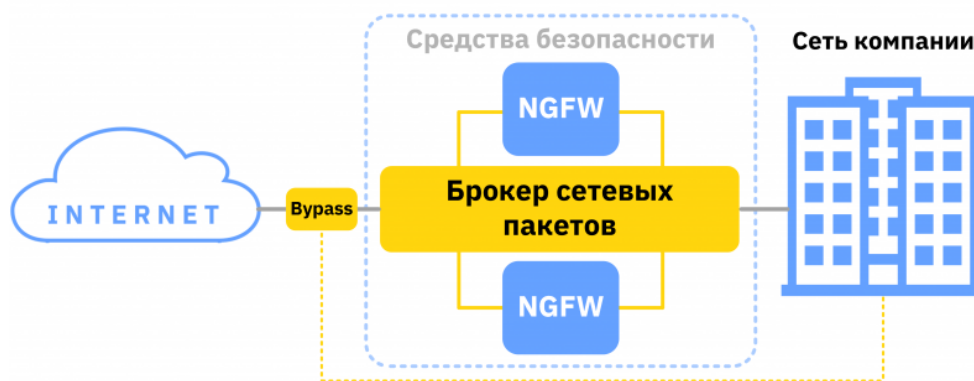 Средства безопасности
Сеть компании
NGFW
INTERNET
Bypass
Брокер сетевых
пакетов
NGFW